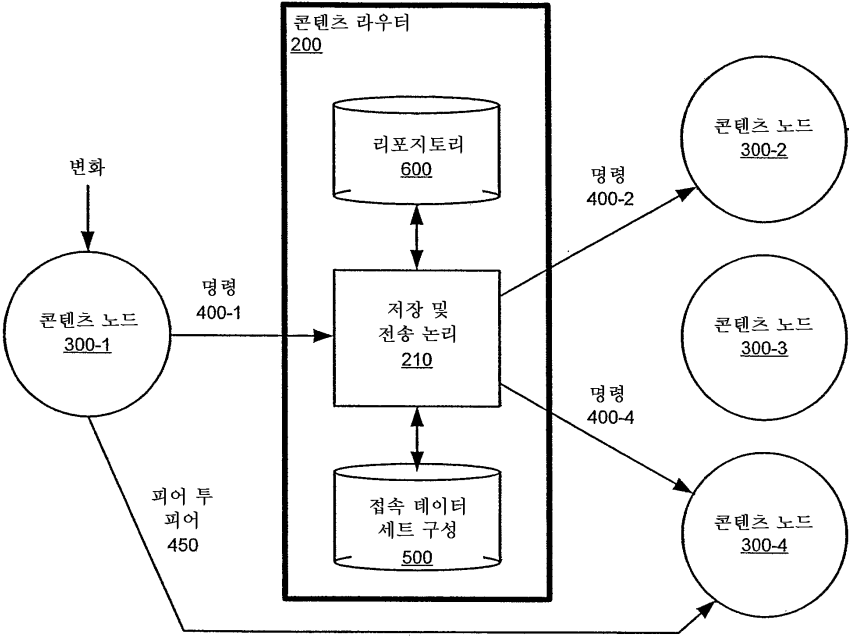 콘텐츠 라우터
200
리포지토리
600
콘텐츠 노드
300-2
변화
명령
400-2
명령
400-1
콘텐츠 노드
300-1
저장 및
전송 논리
210
콘텐츠 노드
300-3
명령
400-4
피어 투
피어
450
접속 데이터
세트 구성
500
콘텐츠 노드
300-4